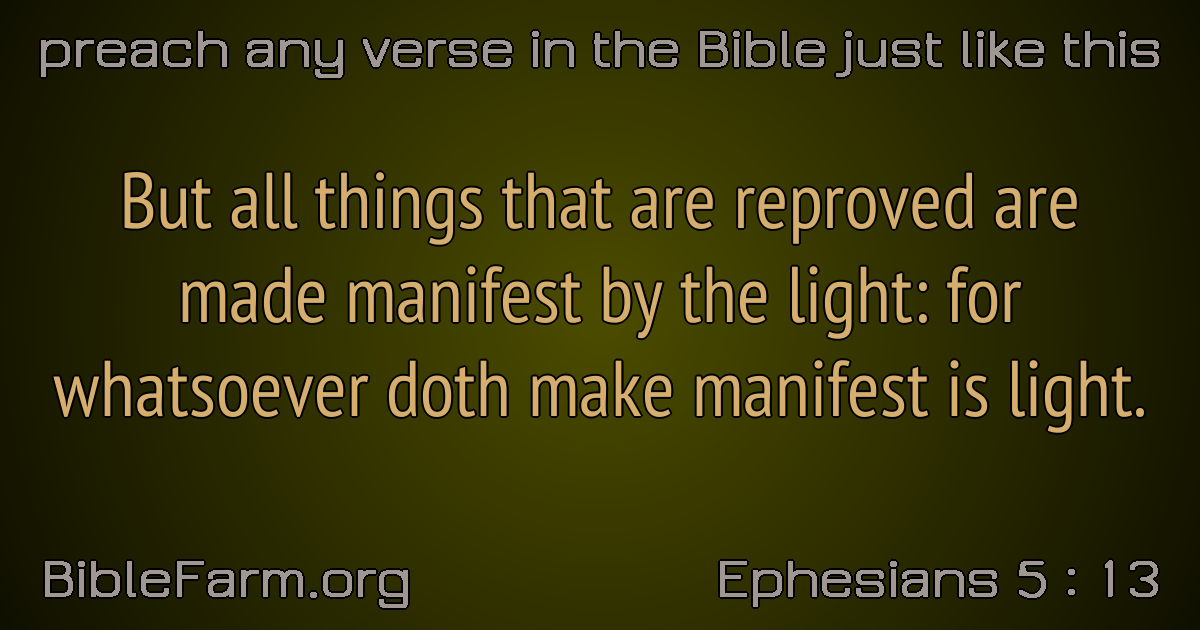 preach any verse in the Bible just like this
But all things that are reproved are
made manifest by the light: for
whatsoever doth make manifest is light.
BibleFarm.org
Ephesians 5 : 13